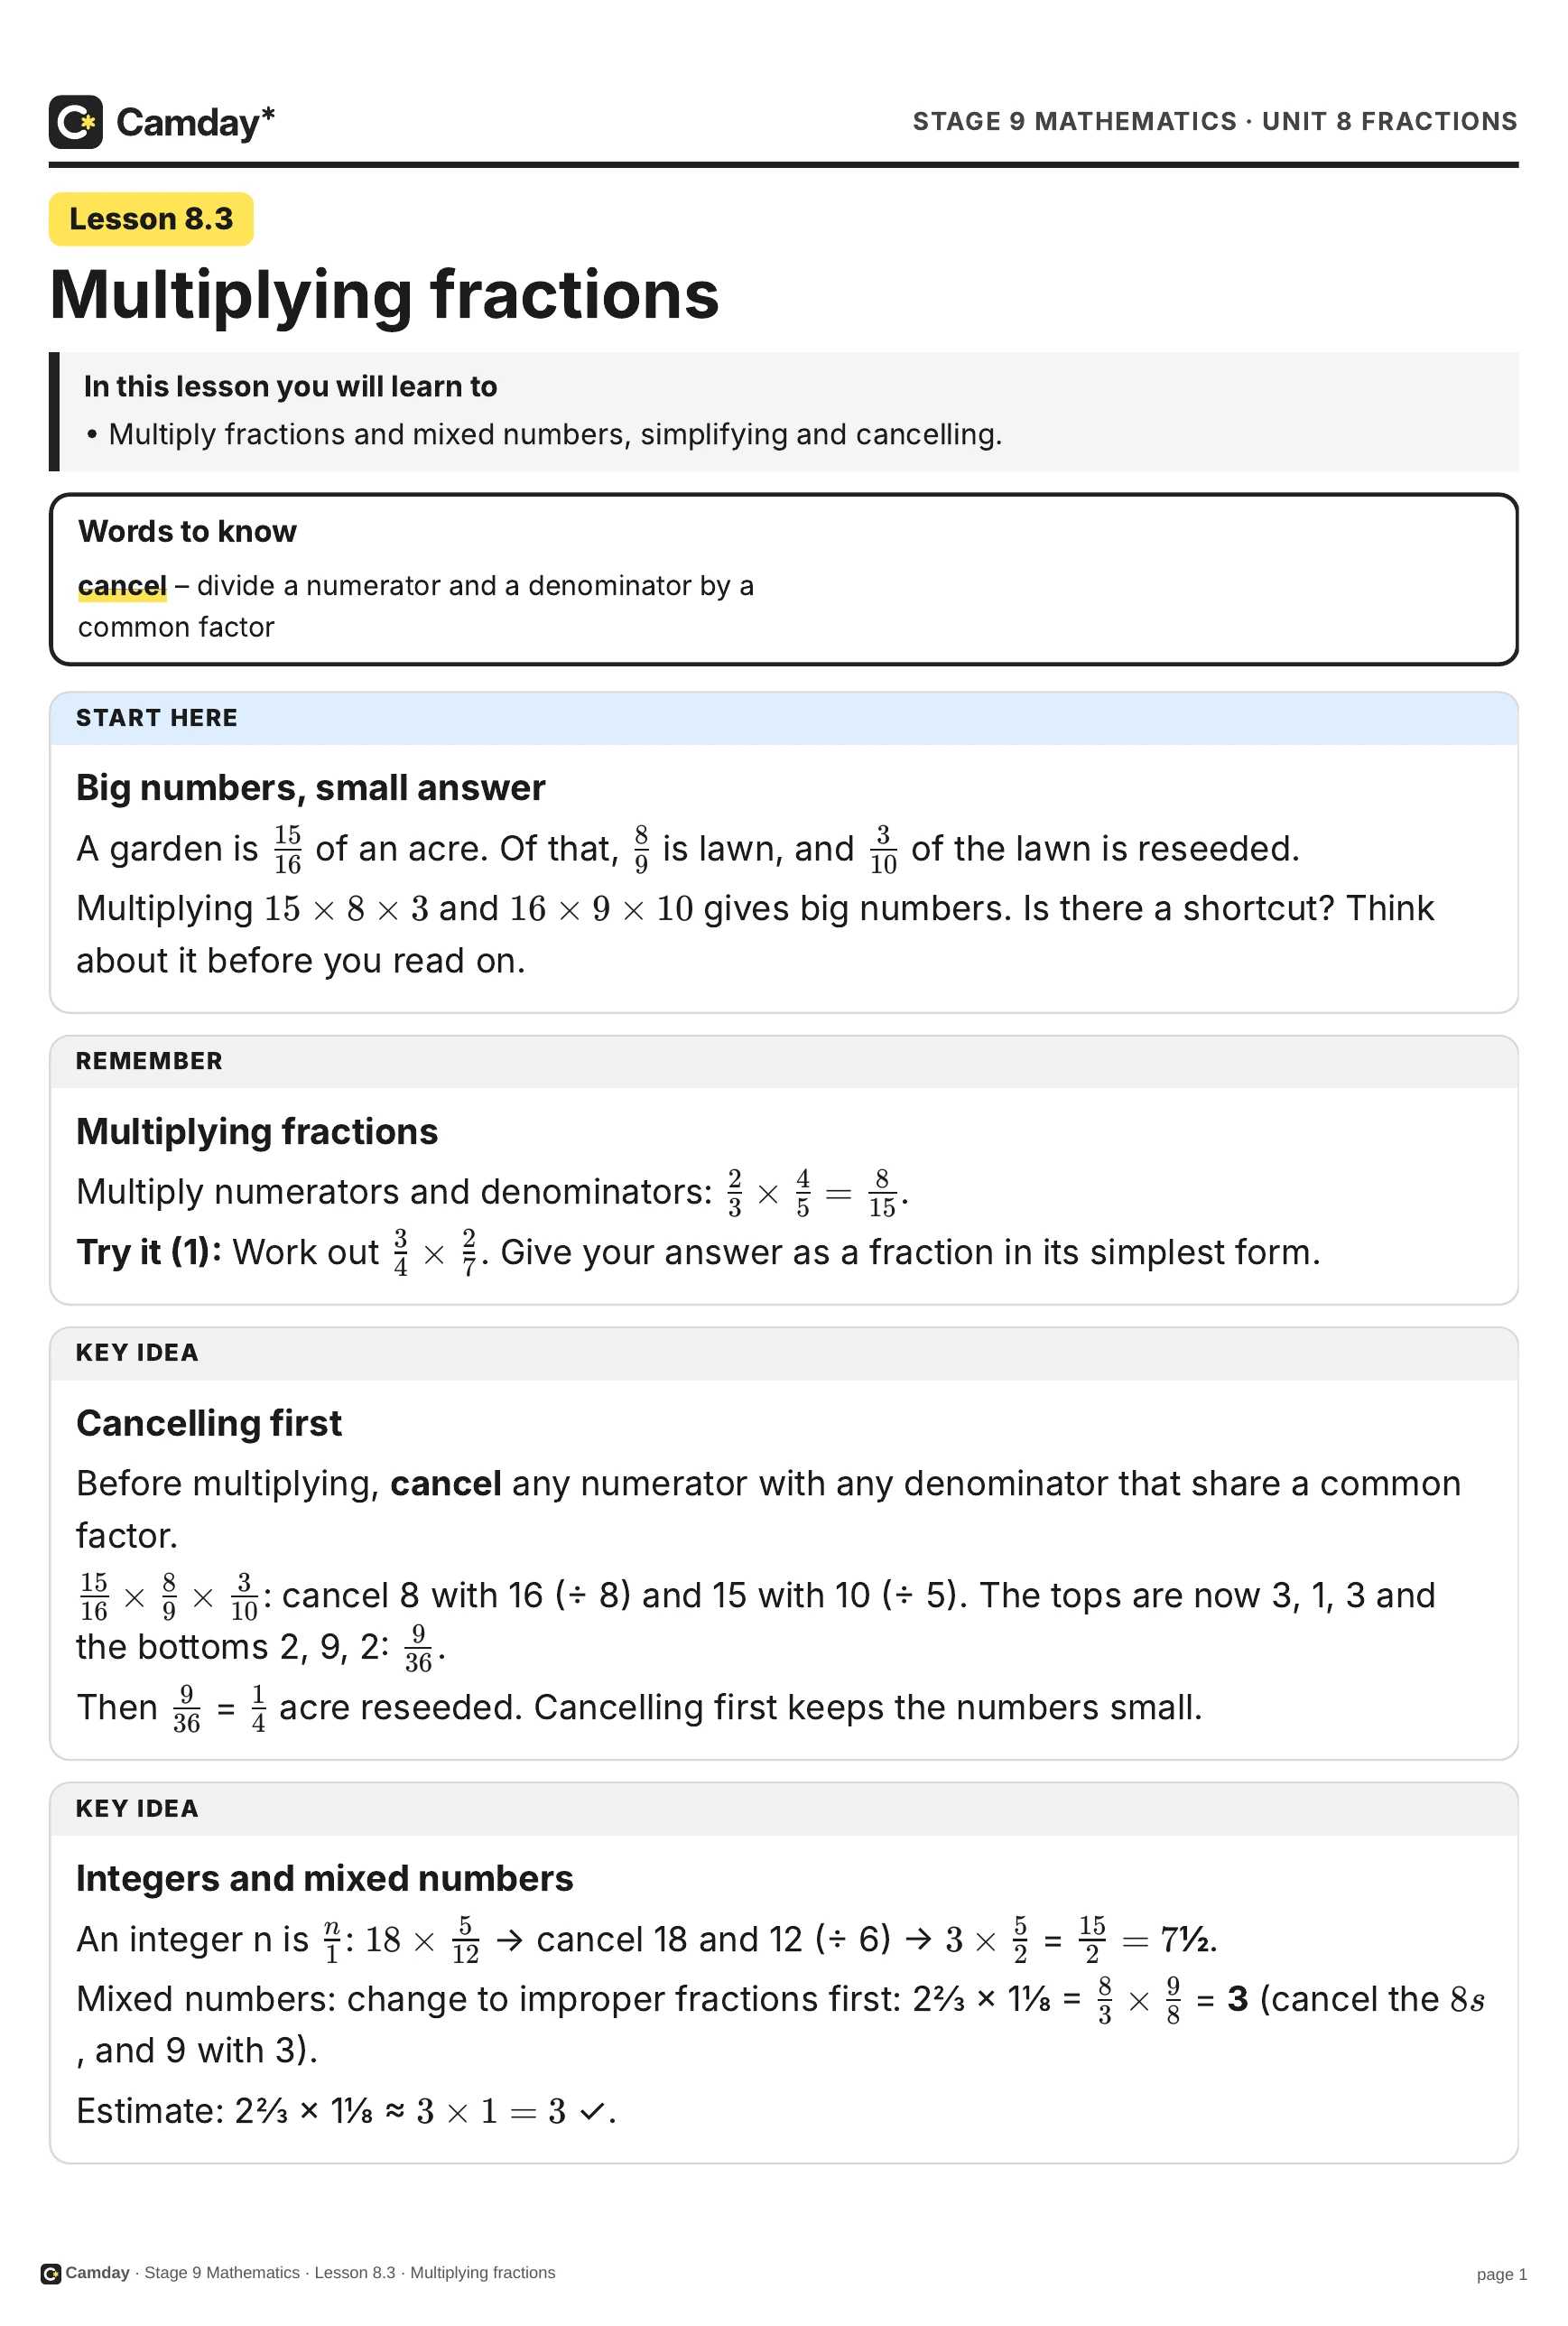 Camday*
STAGE 9 MATHEMATICS · UNIT 8 FRACTIONS
Lesson 8.3
Multiplying fractions
In this lesson you will learn to
• Multiply fractions and mixed numbers, simplifying and cancelling.
Words to know
cancel – divide a numerator and a denominator by a
common factor
START HERE
Big numbers, small answer
A garden is 15/16 of an acre. Of that, 8/9 is lawn, and 3/10 of the lawn is reseeded.
Multiplying 15 × 8 × 3 and 16 × 9 × 10 gives big numbers. Is there a shortcut? Think
about it before you read on.
REMEMBER
Multiplying fractions
Multiply numerators and denominators: 2/3 × 4/5 = 8/15.
Try it (1): Work out 3/4 × 2/7. Give your answer as a fraction in its simplest form.
KEY IDEA
Cancelling first
Before multiplying, cancel any numerator with any denominator that share a common
factor.
15/16 × 8/9 × 3/10: cancel 8 with 16 (÷ 8) and 15 with 10 (÷ 5). The tops are now 3, 1, 3 and
the bottoms 2, 9, 2: 9/36.
Then 9/36 = 1/4 acre reseeded. Cancelling first keeps the numbers small.
KEY IDEA
Integers and mixed numbers
An integer n is n/1: 18 × 5/12 → cancel 18 and 12 (÷ 6) → 3 × 5/2 = 15/2 = 7½.
Mixed numbers: change to improper fractions first: 2⅔ × 1⅛ = 8/3 × 9/8 = 3 (cancel the 8s
, and 9 with 3).
Estimate: 2⅔ × 1⅛ ≈ 3 × 1 = 3 ✓.
Camday · Stage 9 Mathematics · Lesson 8.3 · Multiplying fractions
page 1